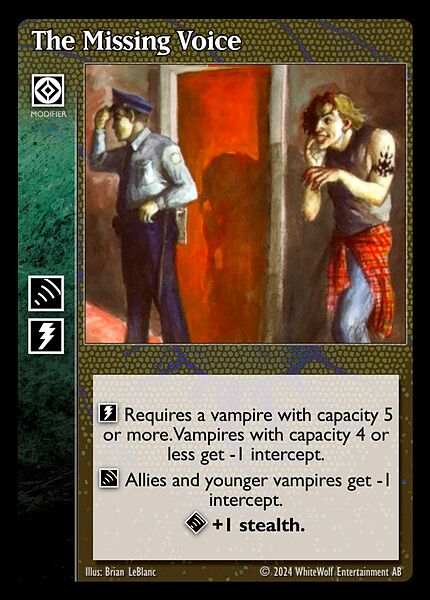 The Missing Voice
MODIFIER
Requires a vampire with capacity 5
or more.Vampires with capacity 4 or
less get -1 intercept.
Allies and younger vampires get -1
intercept.
+1 stealth.
Illus: Brian LeBlanc
© 2024 WhiteWolf Entertainment AB